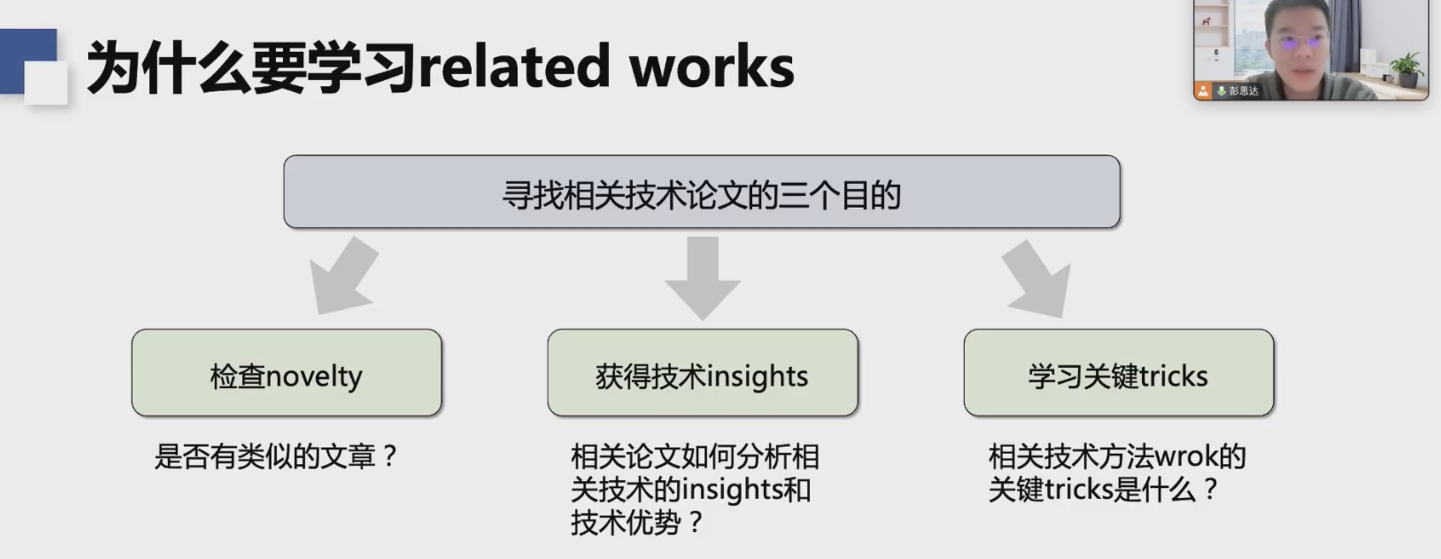 为什么要学习related works
彭思达
寻找相关技术论文的三个目的
检查novelty
获得技术insights
学习关键tricks
是否有类似的文章？
相关论文如何分析相
关技术的insights和
技术优势？
相关技术方法wrok的
关键tricks是什么？